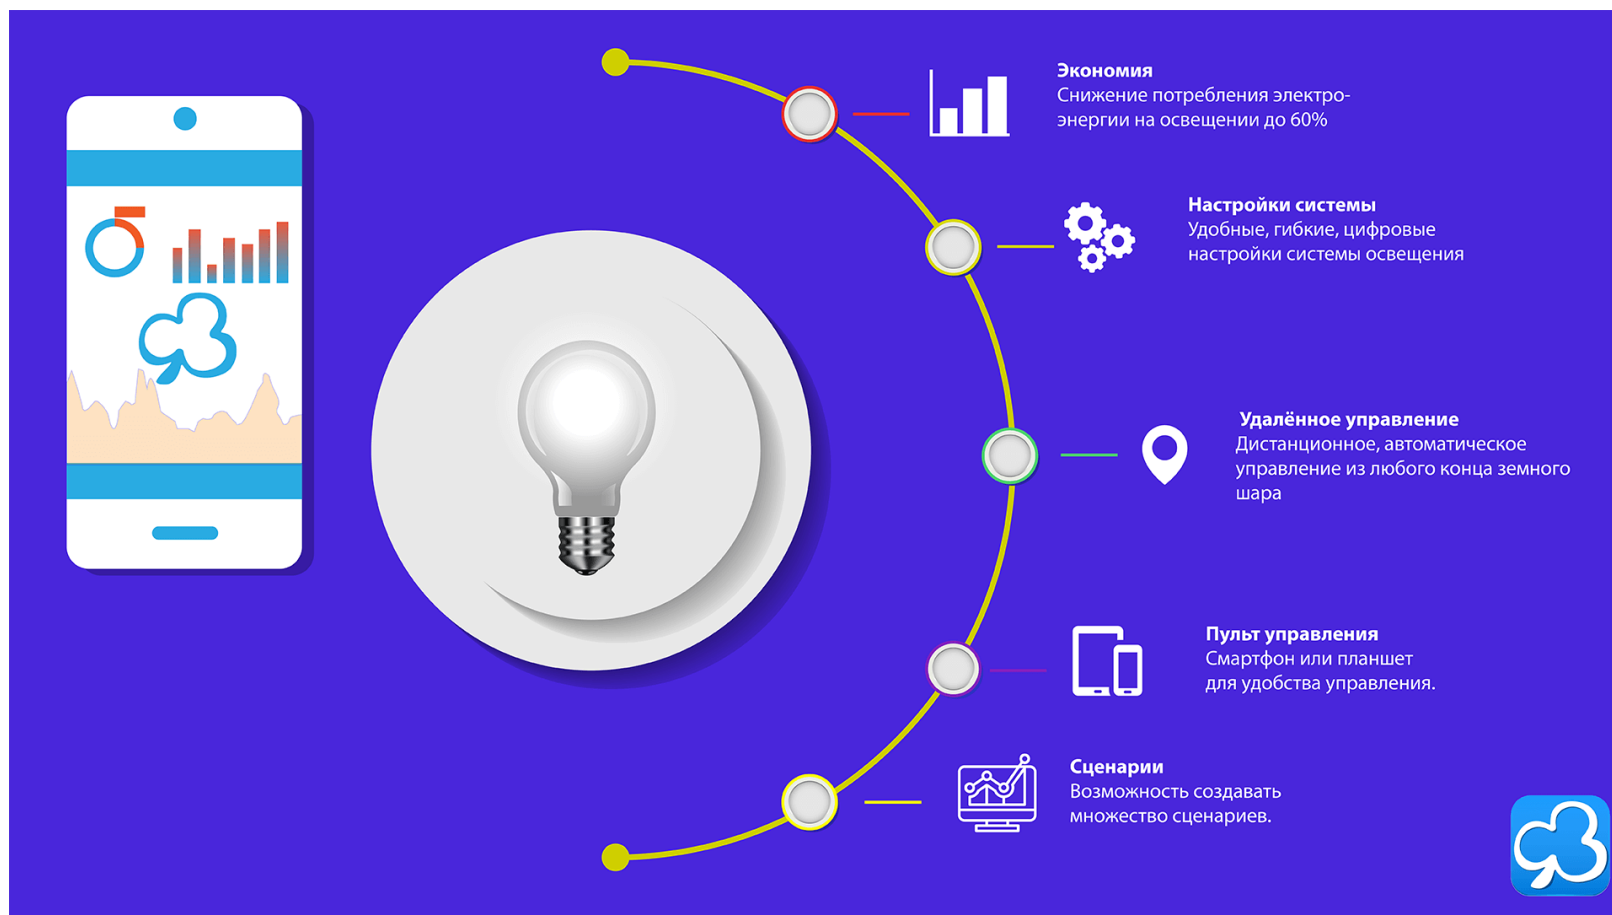 Экономия
Снижение потребления электро-
энергии на освещении до 60%
Настройки системы
Удобные, гибкие, цифровые
настройки системы освещения
Удалённое управление
Дистанционное, автоматическое
управление из любого конца земного
шара
Пульт управления
Смартфон или планшет
для удобства управления.
Сценарии
Возможность создавать
множество сценариев.